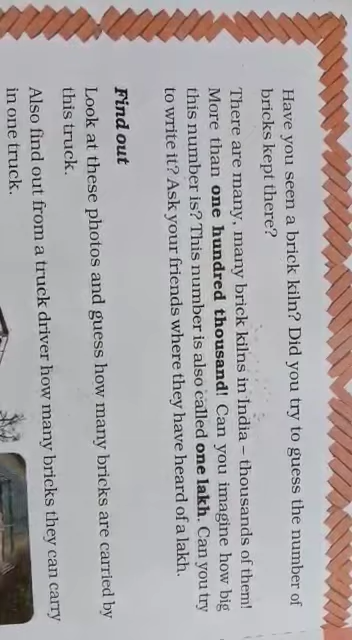 Have you seen a brick kiln? Did you try to guess the number of
bricks kept there?
There are many, many brick kilns in India – thousands of them!
More than one hundred thousand! Can you imagine how big
this number is? This number is also called one lakh. Can you try
to write it? Ask your friends where they have heard of a lakh.
Find out
Look at these photos and guess how many bricks are carried by
this truck.
Also find out from a truck driver how many bricks they can carry
in one truck.